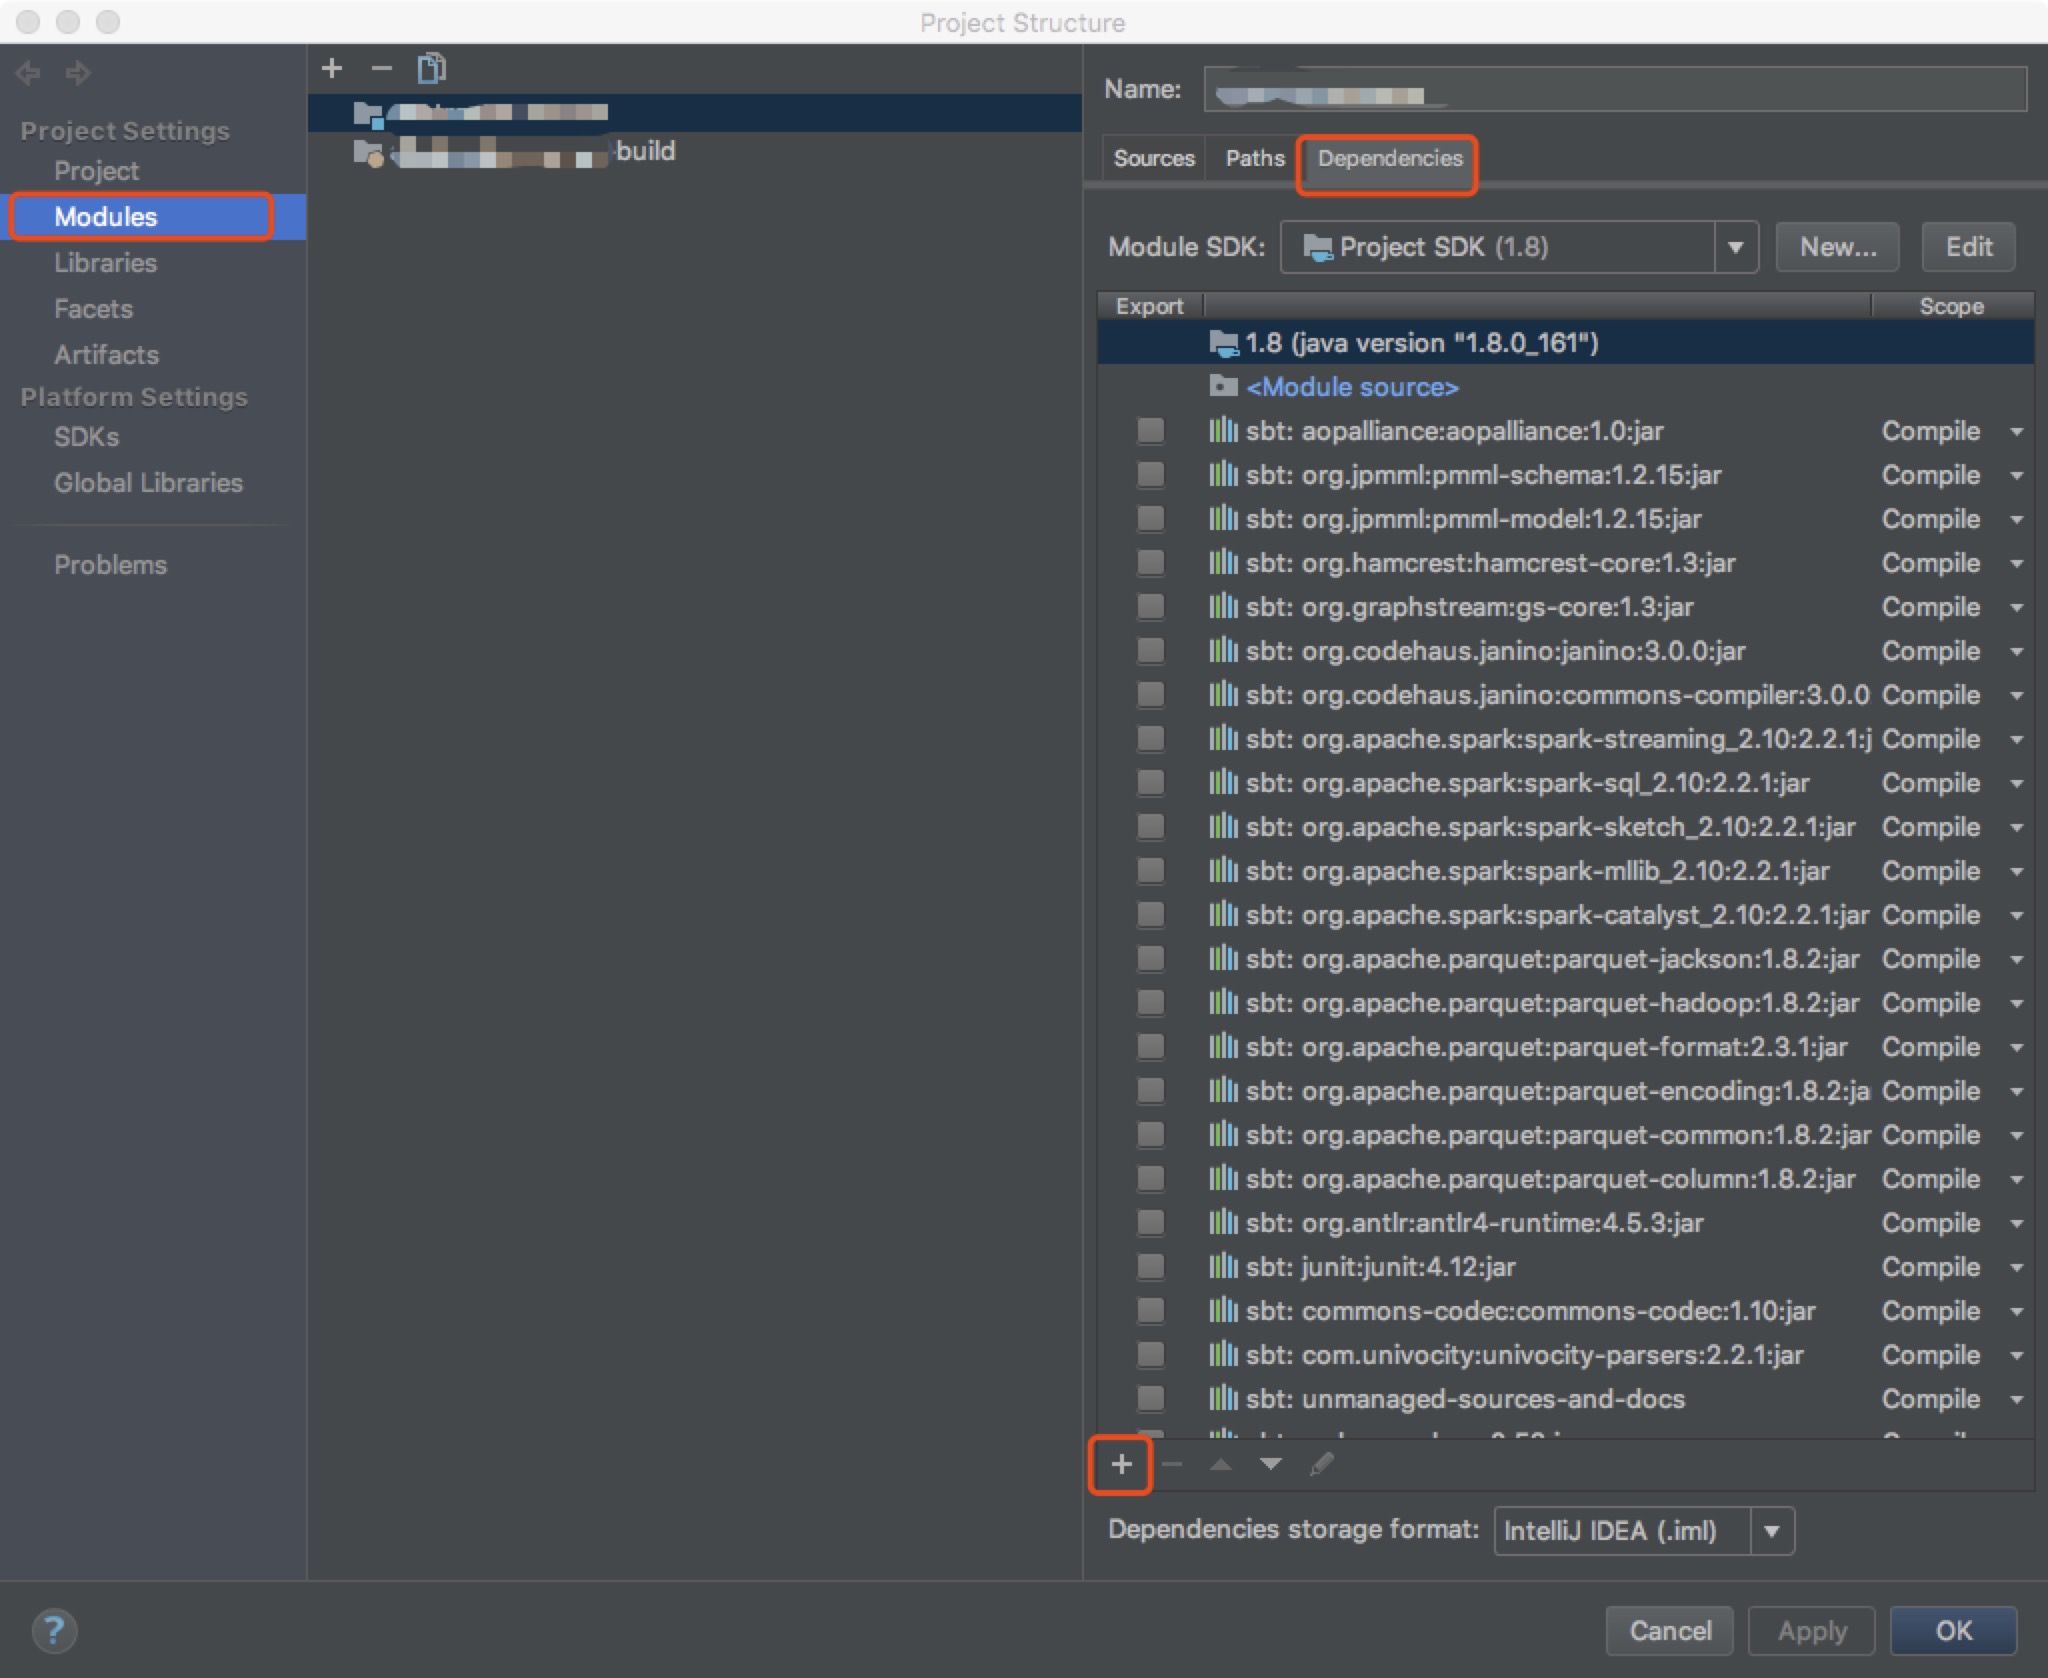 Project Structure
Project Settings
Project
Modules
Libraries
Facets
Artifacts
Platform Settings
SDKs
Global Libraries
Problems
-build
Name:
Sources Paths Dependencies
Module SDK: Project SDK (1.8) New... Edit
Export Scope
1.8 (java version "1.8.0_161")
<Module source>
sbt: aopalliance:aopalliance:1.0:jar Compile
sbt: org.jpmml:pmml-schema:1.2.15:jar Compile
sbt: org.jpmml:pmml-model:1.2.15:jar Compile
sbt: org.hamcrest:hamcrest-core:1.3:jar Compile
sbt: org.graphstream:gs-core:1.3:jar Compile
sbt: org.codehaus.janino:janino:3.0.0:jar Compile
sbt: org.codehaus.janino:commons-compiler:3.0.0 Compile
sbt: org.apache.spark:spark-streaming_2.10:2.2.1:j Compile
sbt: org.apache.spark:spark-sql_2.10:2.2.1:jar Compile
sbt: org.apache.spark:spark-sketch_2.10:2.2.1:jar Compile
sbt: org.apache.spark:spark-mllib_2.10:2.2.1:jar Compile
sbt: org.apache.spark:spark-catalyst_2.10:2.2.1:jar Compile
sbt: org.apache.parquet:parquet-jackson:1.8.2:jar Compile
sbt: org.apache.parquet:parquet-hadoop:1.8.2:jar Compile
sbt: org.apache.parquet:parquet-format:2.3.1:jar Compile
sbt: org.apache.parquet:parquet-encoding:1.8.2:ja Compile
sbt: org.apache.parquet:parquet-common:1.8.2:jar Compile
sbt: org.apache.parquet:parquet-column:1.8.2:jar Compile
sbt: org.antlr:antlr4-runtime:4.5.3:jar Compile
sbt: junit:junit:4.12:jar Compile
sbt: commons-codec:commons-codec:1.10:jar Compile
sbt: com.univocity:univocity-parsers:2.2.1:jar Compile
sbt: unmanaged-sources-and-docs Compile
Dependencies storage format: IntelliJ IDEA (.iml)
? Cancel Apply OK